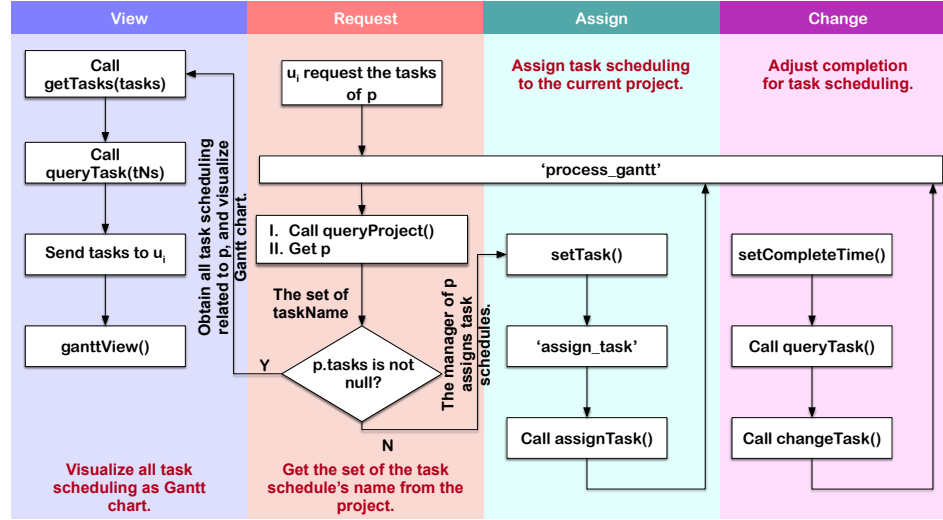 View
Request
Assign
Change
Call
getTasks(tasks)
Call
queryTask(tNs)
Send tasks to ui
ganttView()
Visualize all task
scheduling as Gantt
chart.
Obtain all task scheduling
related to p, and visualize
Gantt chart.
ui request the tasks
of p
'process_gantt'
I. Call queryProject()
II. Get p
The set of
taskName
p.tasks is not
null?
Y
N
Get the set of the task
schedule's name from the
project.
The manager of p
assigns task
schedules.
Assign task scheduling
to the current project.
setTask()
'assign_task'
Call assignTask()
Adjust completion
for task scheduling.
setCompleteTime()
Call queryTask()
Call changeTask()